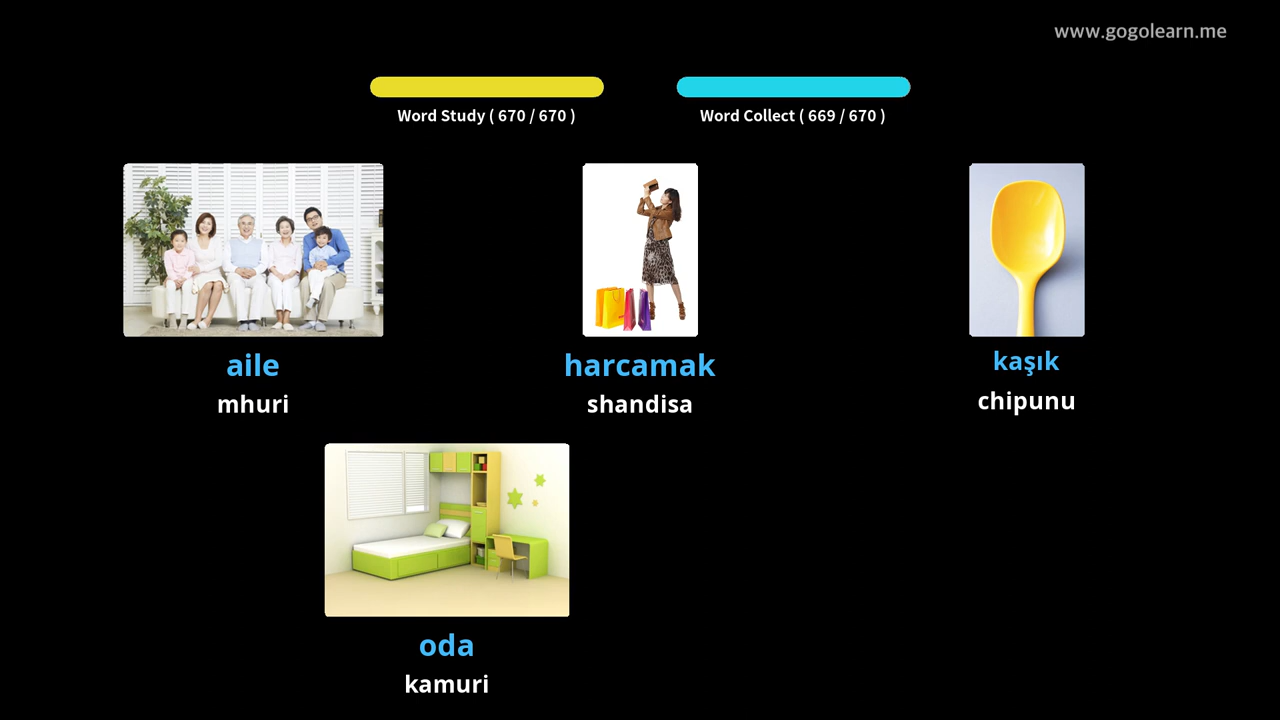 www.gogolearn.me
Word Study ( 670 / 670 )
Word Collect ( 669 / 670 )
aile
mhuri
harcamak
shandisa
kaşık
chipunu
oda
kamuri